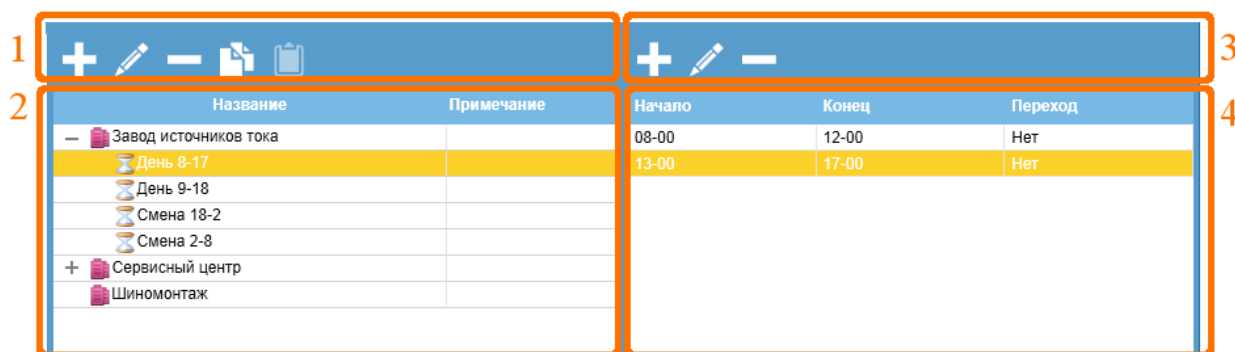 1
3
2
4
Название Примечание
Начало Конец Переход
Завод источников тока
08-00 12-00 Нет
День 8-17
13-00 17-00 Нет
День 9-18
Смена 18-2
Смена 2-8
Сервисный центр
Шиномонтаж